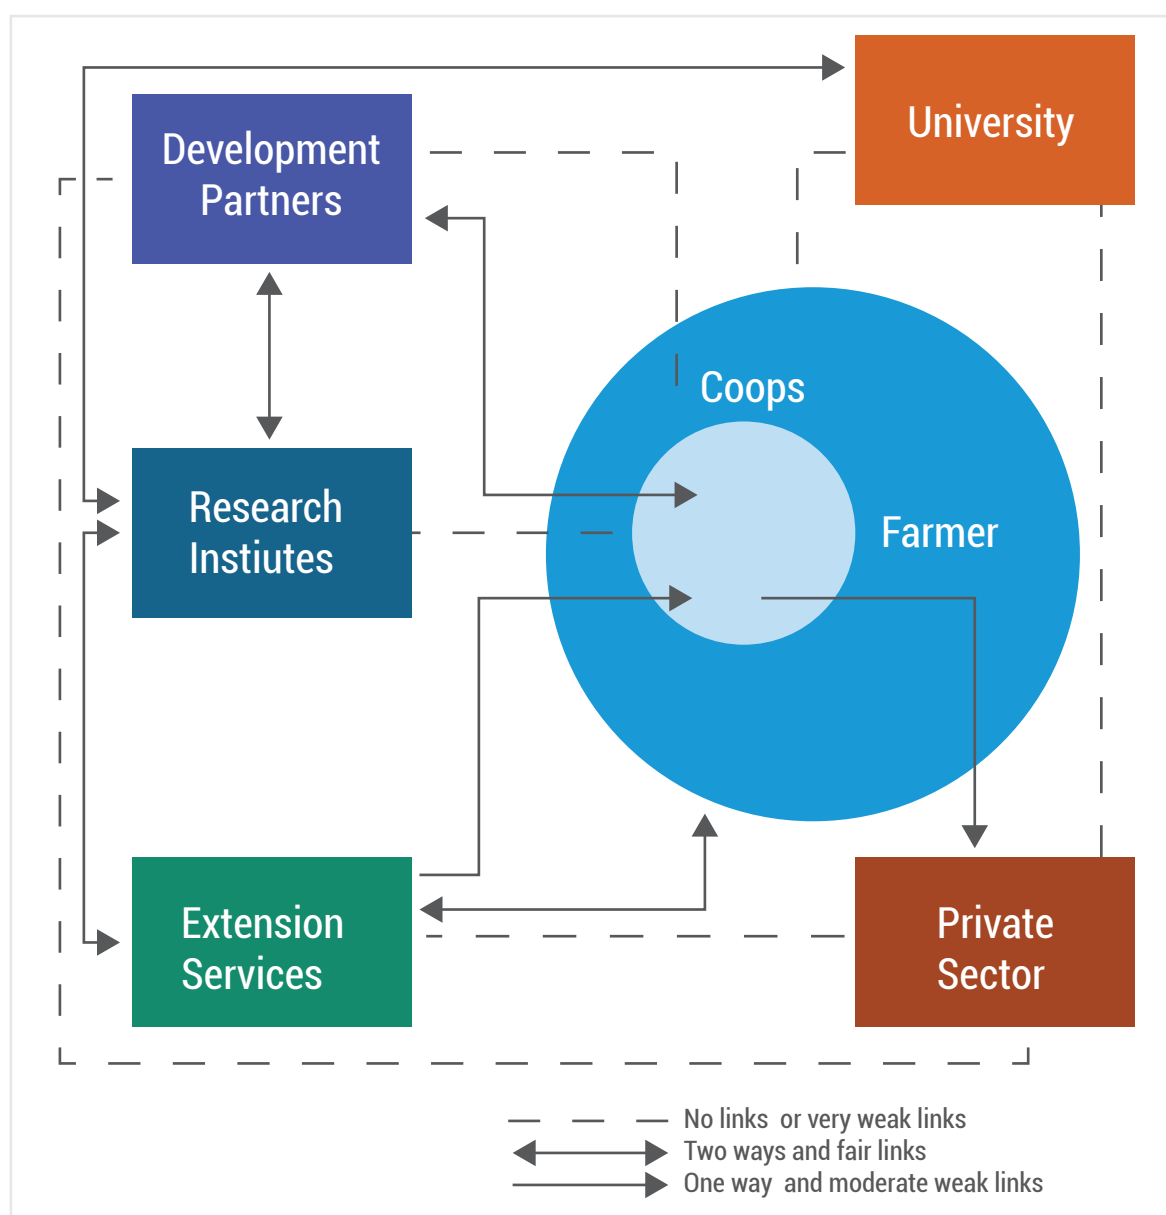 University
Development
Partners
Coops
Research
Instiutes
Farmer
Extension
Services
Private
Sector
No links or very weak links
Two ways and fair links
One way and moderate weak links